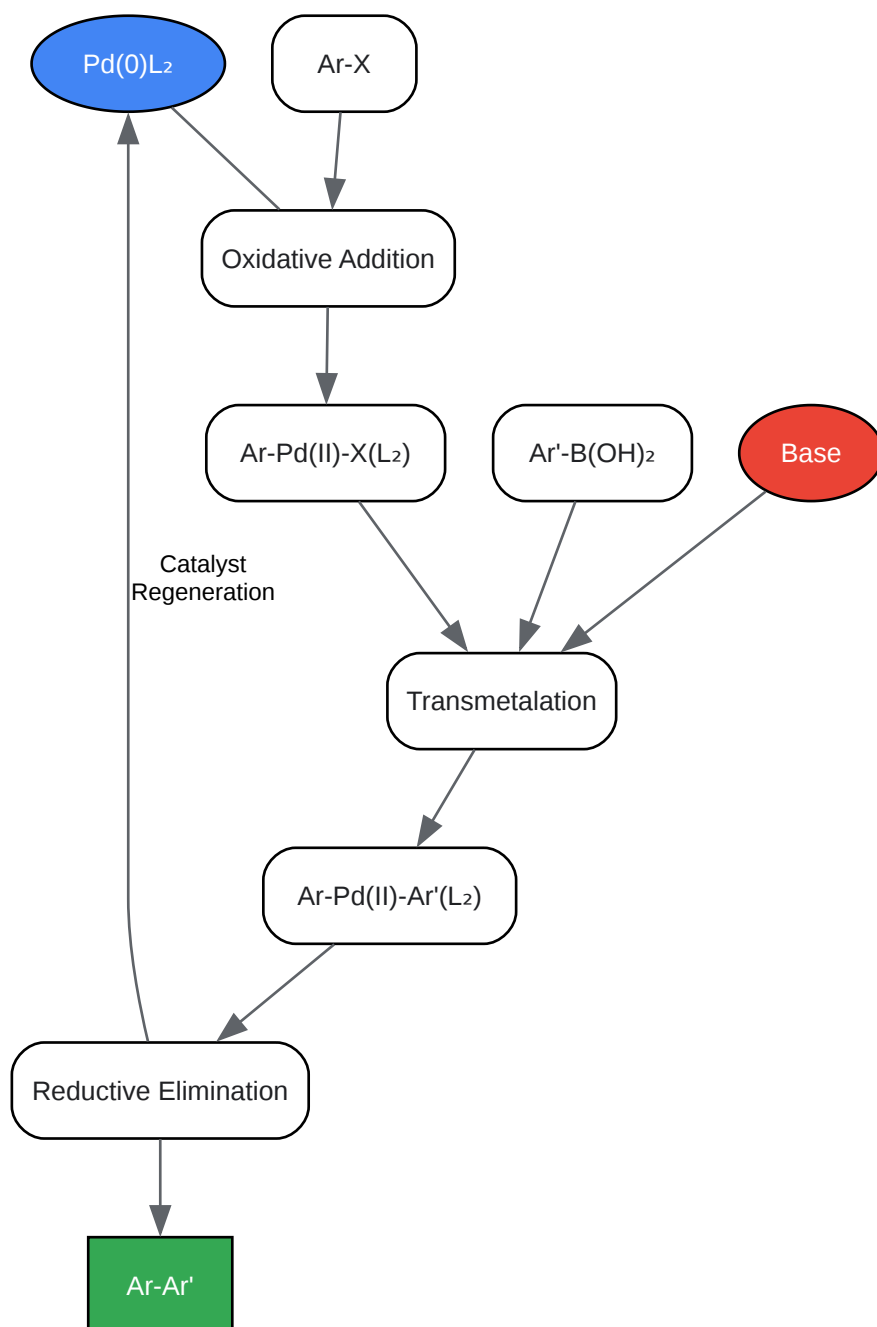 Pd(0)L₂
Ar-X
Oxidative Addition
Ar-Pd(II)-X(L₂)
Ar'-B(OH)₂
Base
Catalyst
Regeneration
Transmetalation
Ar-Pd(II)-Ar'(L₂)
Reductive Elimination
Ar-Ar'